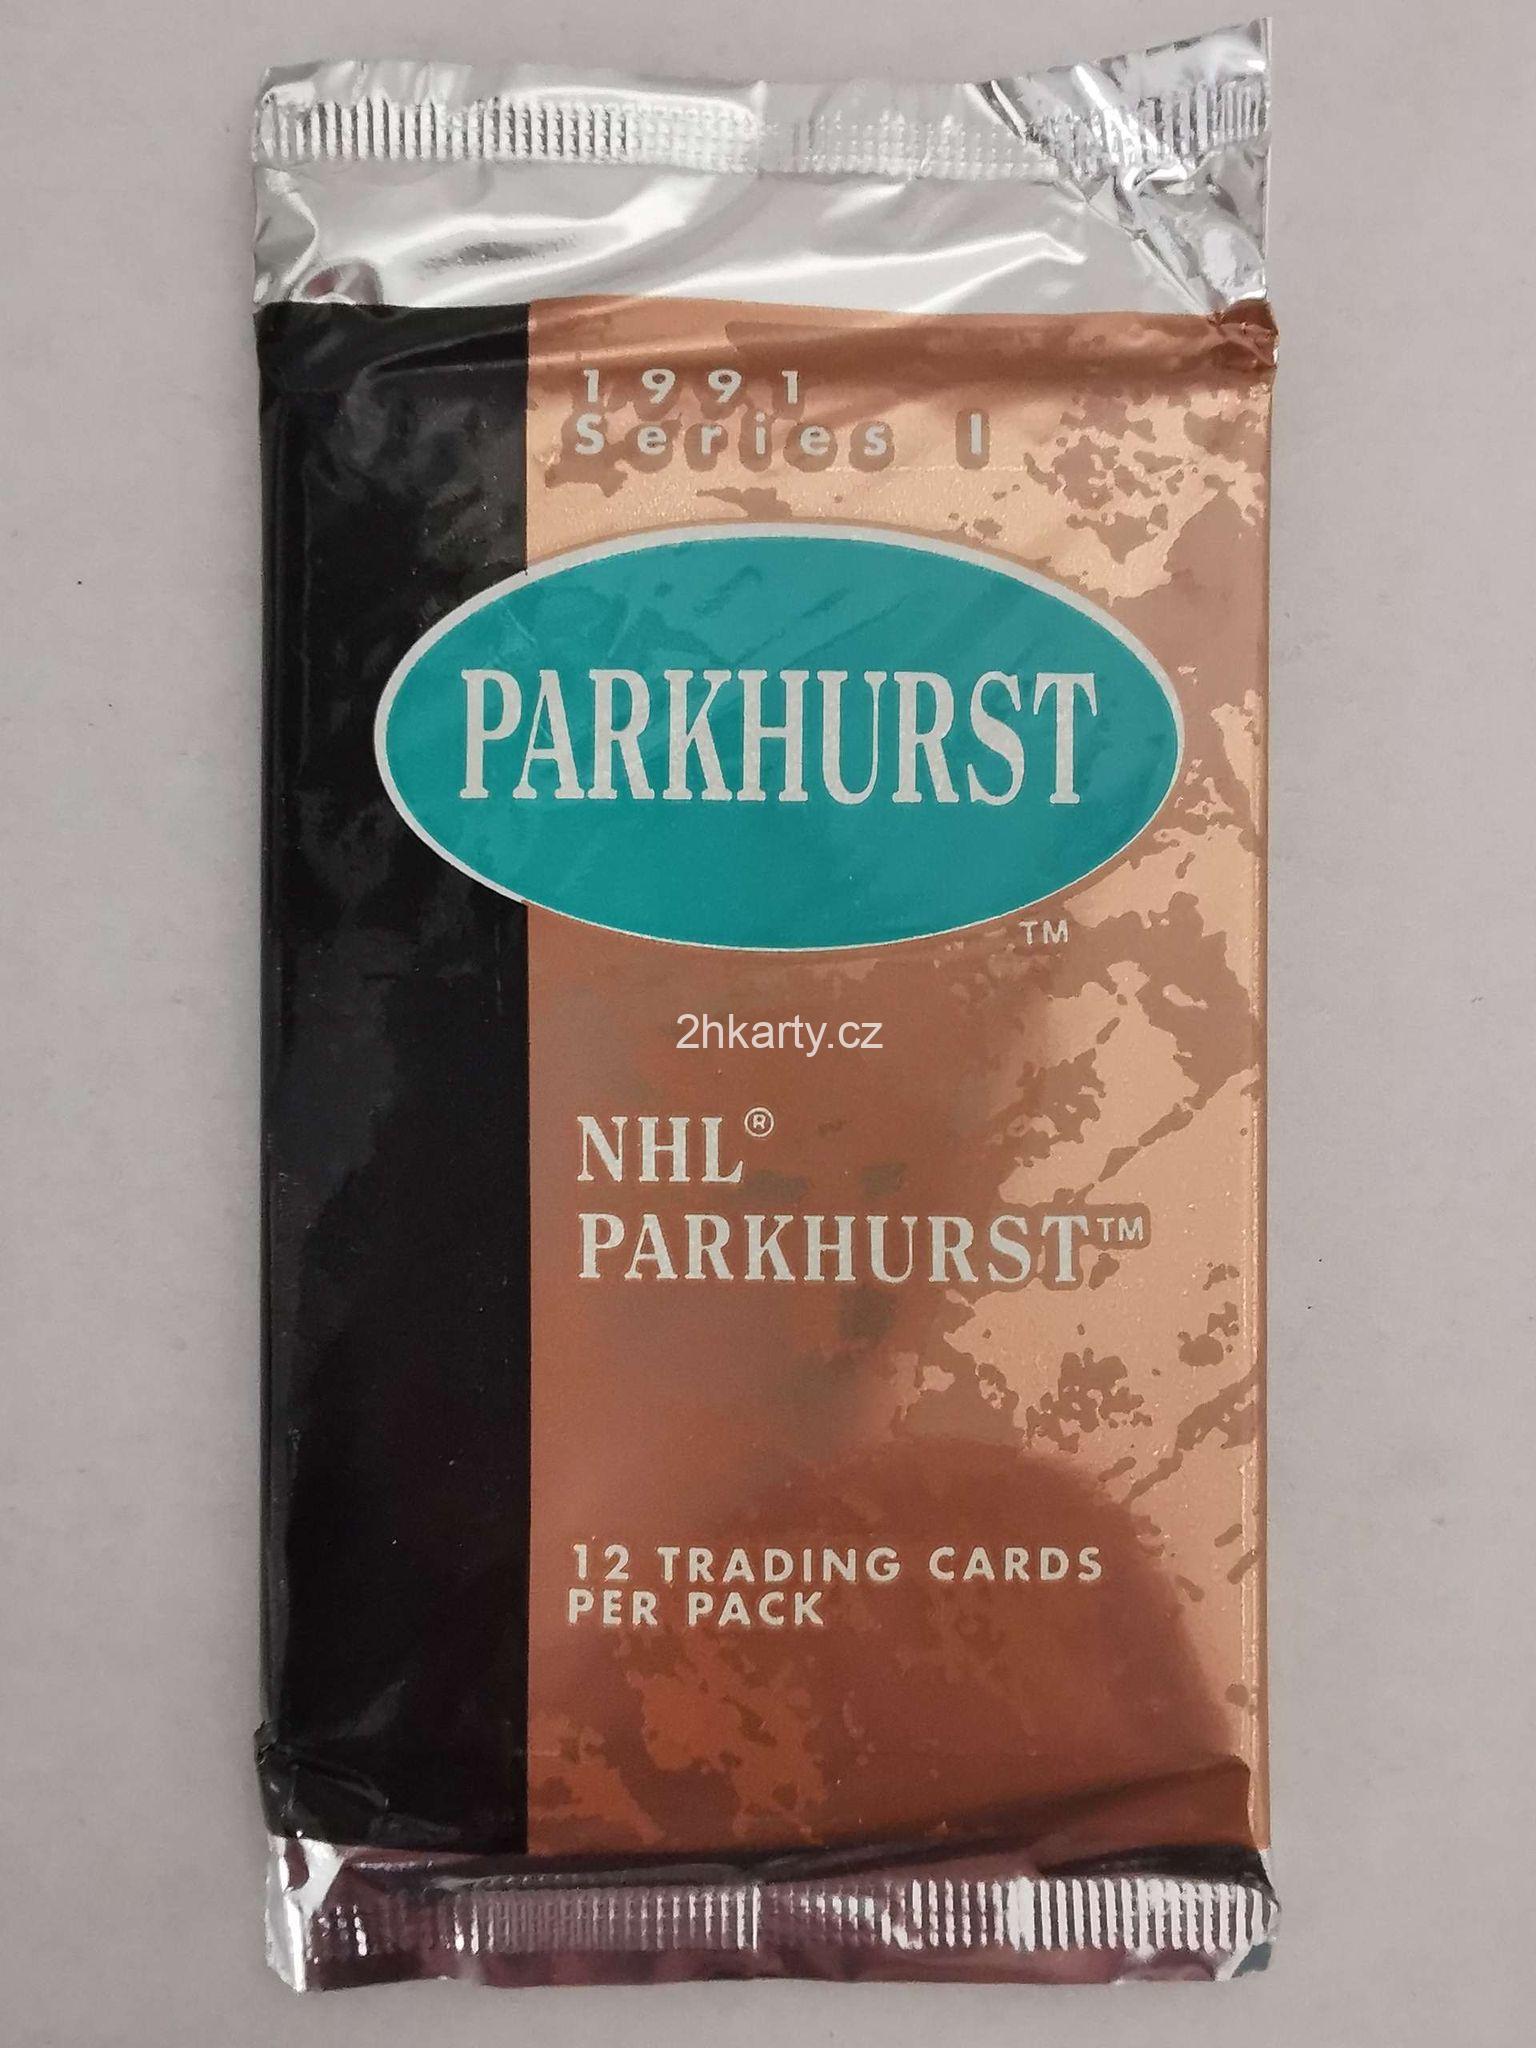 1991
Series I
PARKHURST
TM
2hkarty.cz
NHL®
PARKHURST™
12 TRADING CARDS
PER PACK